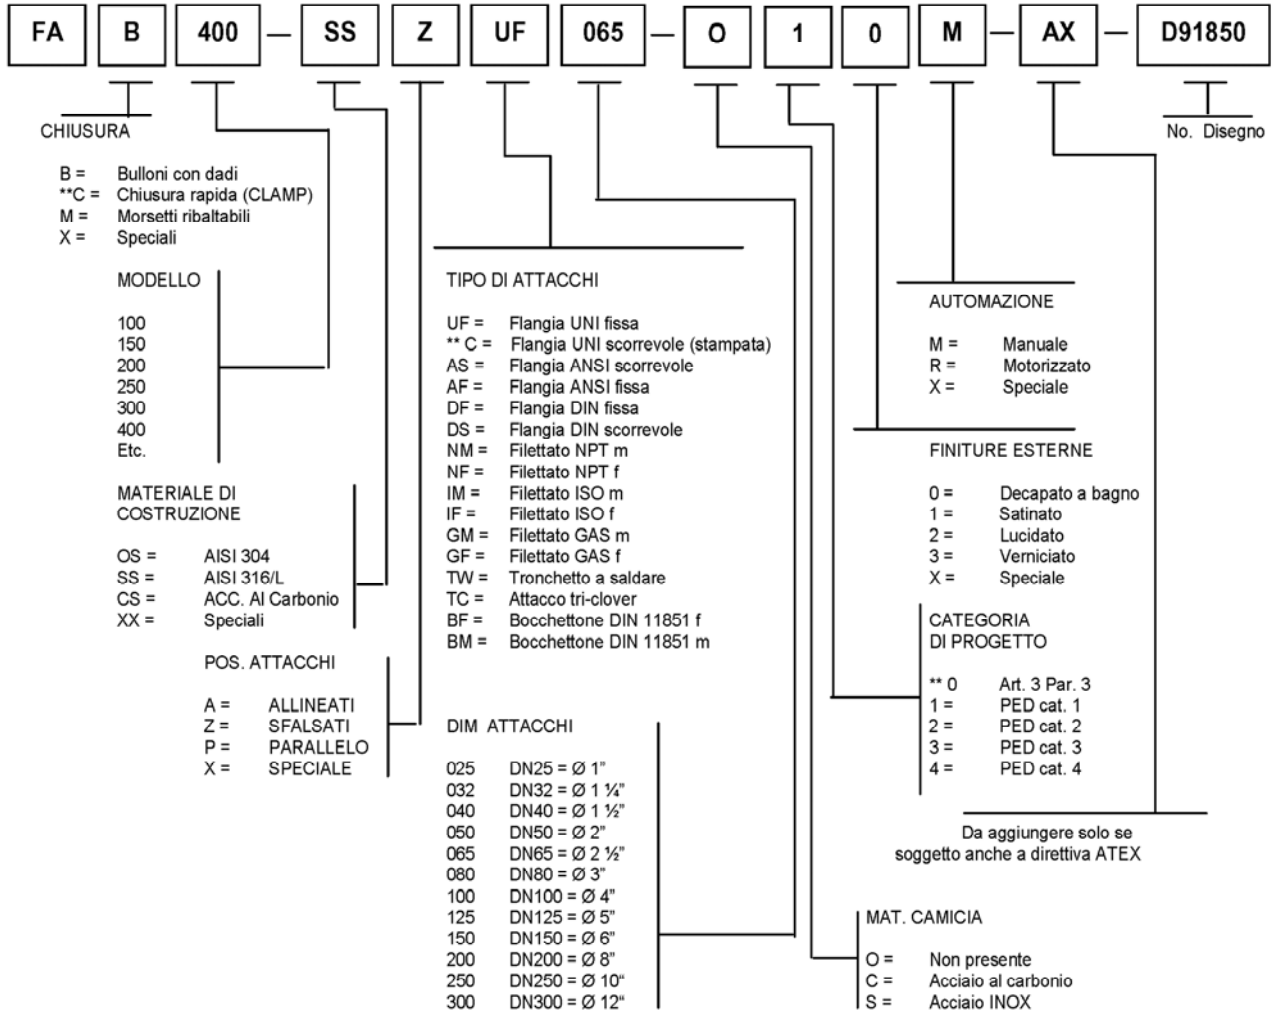 FA B 400 — SS Z UF 065 — O 1 0 M — AX — D91850
CHIUSURA
B = Bulloni con dadi
**C = Chiusura rapida (CLAMP)
M = Morsetti ribaltabili
X = Speciali
MODELLO
100
150
200
250
300
400
Etc.
MATERIALE DI
COSTRUZIONE
OS = AISI 304
SS = AISI 316/L
CS = ACC. Al Carbonio
XX = Speciali
POS. ATTACCHI
A = ALLINEATI
Z = SFALSATI
P = PARALLELO
X = SPECIALE
TIPO DI ATTACCHI
UF = Flangia UNI fissa
** C = Flangia UNI scorrevole (stampata)
AS = Flangia ANSI scorrevole
AF = Flangia ANSI fissa
DF = Flangia DIN fissa
DS = Flangia DIN scorrevole
NM = Filettato NPT m
NF = Filettato NPT f
IM = Filettato ISO m
IF = Filettato ISO f
GM = Filettato GAS m
GF = Filettato GAS f
TW = Tronchetto a saldare
TC = Attacco tri-clover
BF = Bocchettone DIN 11851 f
BM = Bocchettone DIN 11851 m
DIM ATTACCHI
025 DN25 = Ø 1”
032 DN32 = Ø 1 ¼”
040 DN40 = Ø 1 ½”
050 DN50 = Ø 2”
065 DN65 = Ø 2 ½”
080 DN80 = Ø 3”
100 DN100 = Ø 4”
125 DN125 = Ø 5”
150 DN150 = Ø 6”
200 DN200 = Ø 8”
250 DN250 = Ø 10“
300 DN300 = Ø 12“
No. Disegno
AUTOMAZIONE
M = Manuale
R = Motorizzato
X = Speciale
FINITURE ESTERNE
0 = Decapato a bagno
1 = Satinato
2 = Lucidato
3 = Verniciato
X = Speciale
CATEGORIA
DI PROGETTO
** 0 Art. 3 Par. 3
1 = PED cat. 1
2 = PED cat. 2
3 = PED cat. 3
4 = PED cat. 4
Da aggiungere solo se
soggetto anche a direttiva ATEX
MAT. CAMICIA
O = Non presente
C = Acciaio al carbonio
S = Acciaio INOX